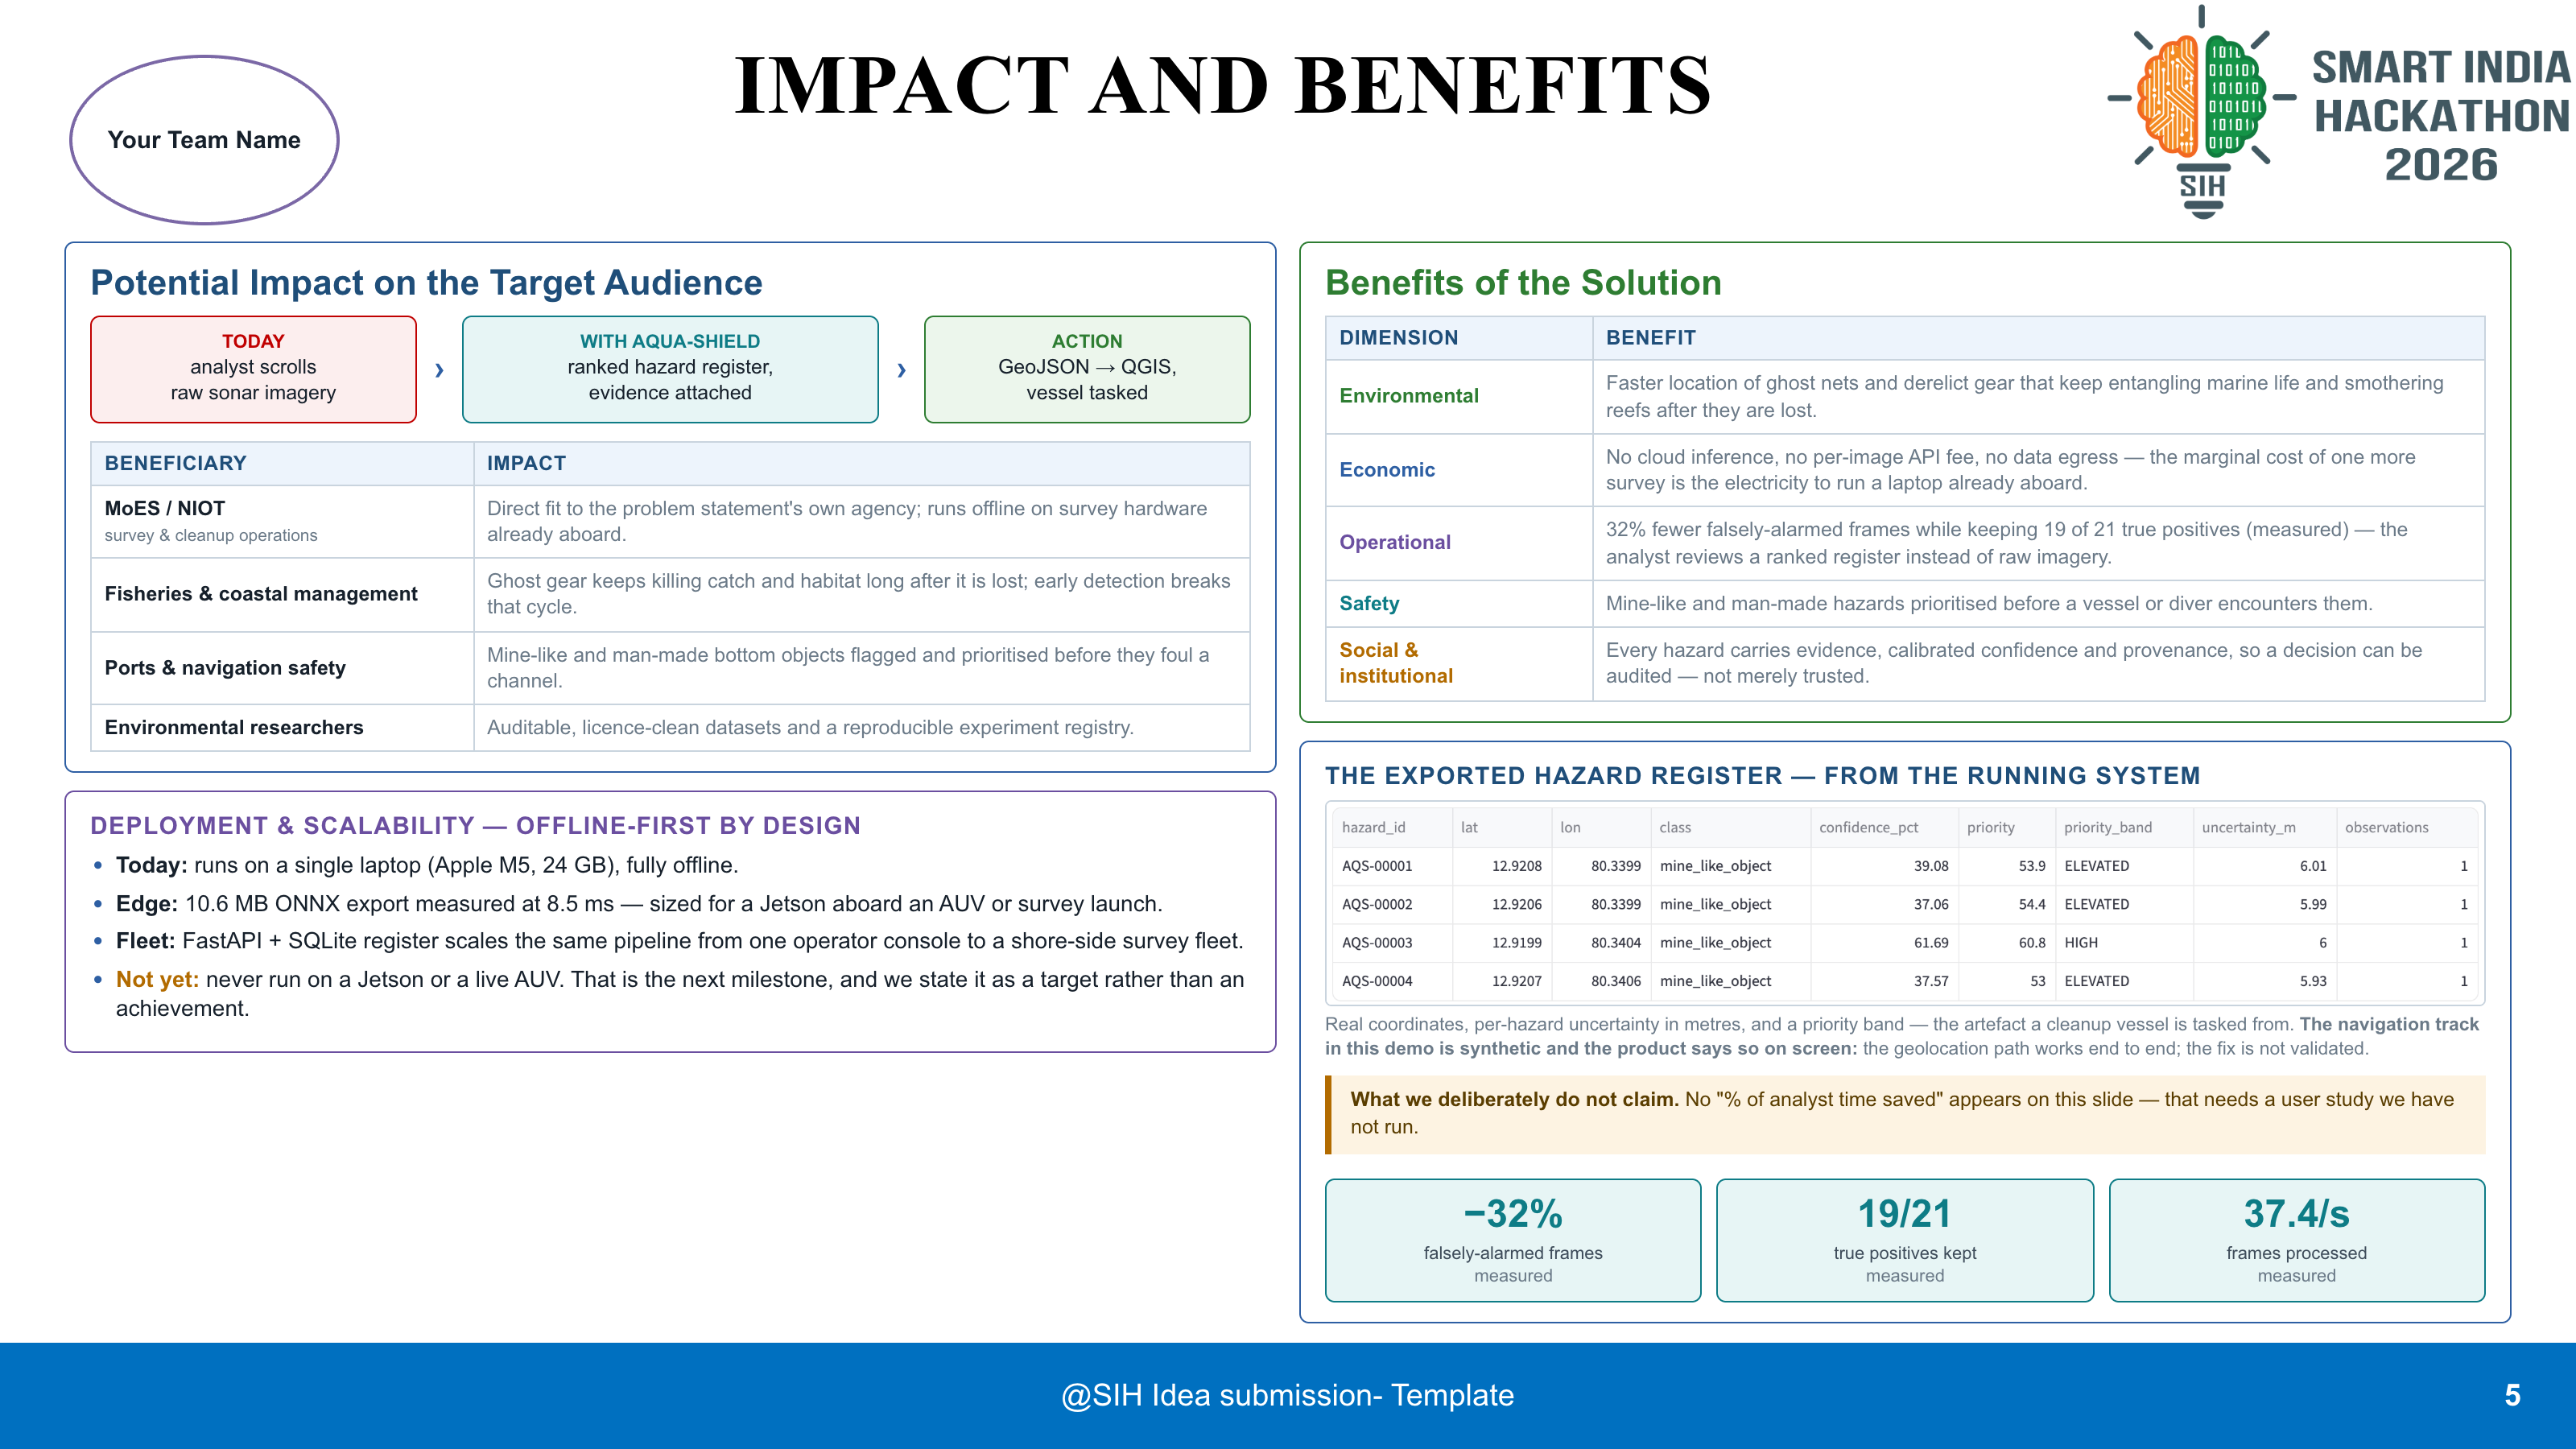 Your Team Name
IMPACT AND BENEFITS
SIH
SMART INDIA
HACKATHON
2026
Potential Impact on the Target Audience
TODAY
analyst scrolls
raw sonar imagery
›
WITH AQUA-SHIELD
ranked hazard register,
evidence attached
›
ACTION
GeoJSON → QGIS,
vessel tasked
BENEFICIARY IMPACT
MoES / NIOT
survey & cleanup operations
Direct fit to the problem statement's own agency; runs offline on survey hardware
already aboard.
Fisheries & coastal management
Ghost gear keeps killing catch and habitat long after it is lost; early detection breaks
that cycle.
Ports & navigation safety
Mine-like and man-made bottom objects flagged and prioritised before they foul a
channel.
Environmental researchers
Auditable, licence-clean datasets and a reproducible experiment registry.
DEPLOYMENT & SCALABILITY — OFFLINE-FIRST BY DESIGN
• Today: runs on a single laptop (Apple M5, 24 GB), fully offline.
• Edge: 10.6 MB ONNX export measured at 8.5 ms — sized for a Jetson aboard an AUV or survey launch.
• Fleet: FastAPI + SQLite register scales the same pipeline from one operator console to a shore-side survey fleet.
• Not yet: never run on a Jetson or a live AUV. That is the next milestone, and we state it as a target rather than an
achievement.
Benefits of the Solution
DIMENSION BENEFIT
Environmental
Faster location of ghost nets and derelict gear that keep entangling marine life and smothering
reefs after they are lost.
Economic
No cloud inference, no per-image API fee, no data egress — the marginal cost of one more
survey is the electricity to run a laptop already aboard.
Operational
32% fewer falsely-alarmed frames while keeping 19 of 21 true positives (measured) — the
analyst reviews a ranked register instead of raw imagery.
Safety
Mine-like and man-made hazards prioritised before a vessel or diver encounters them.
Social &
institutional
Every hazard carries evidence, calibrated confidence and provenance, so a decision can be
audited — not merely trusted.
THE EXPORTED HAZARD REGISTER — FROM THE RUNNING SYSTEM
hazard_id lat lon class confidence_pct priority priority_band uncertainty_m observations
AQS-00001 12.9208 80.3399 mine_like_object 39.08 53.9 ELEVATED 6.01 1
AQS-00002 12.9206 80.3399 mine_like_object 37.06 54.4 ELEVATED 5.99 1
AQS-00003 12.9199 80.3404 mine_like_object 61.69 60.8 HIGH 6 1
AQS-00004 12.9207 80.3406 mine_like_object 37.57 53 ELEVATED 5.93 1
Real coordinates, per-hazard uncertainty in metres, and a priority band — the artefact a cleanup vessel is tasked from. The navigation track
in this demo is synthetic and the product says so on screen: the geolocation path works end to end; the fix is not validated.
What we deliberately do not claim. No "% of analyst time saved" appears on this slide — that needs a user study we have
not run.
−32%
falsely-alarmed frames
measured
19/21
true positives kept
measured
37.4/s
frames processed
measured
@SIH Idea submission- Template
5